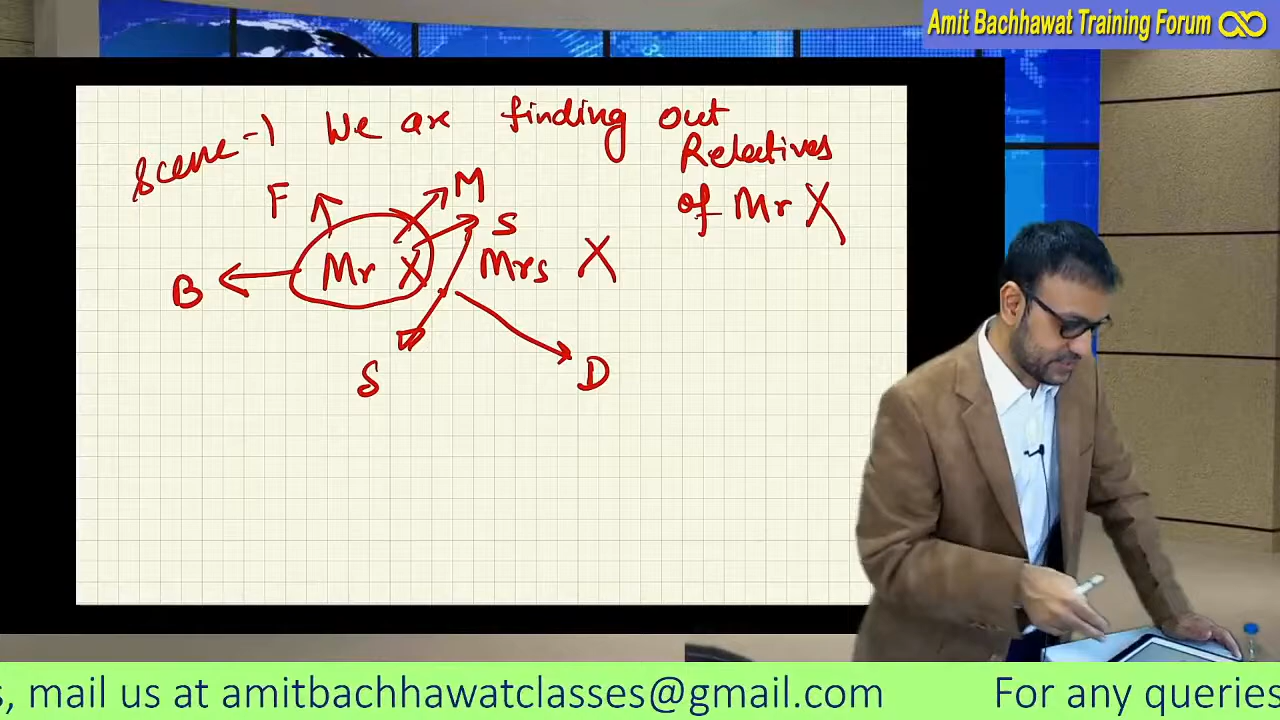 Amit Bachhawat Training Forum
Scene-1 We are finding out
Relatives
of Mr X
F M
S
B Mr X Mrs X
S D
s, mail us at amitbachhawatclasses@gmail.com For any queries